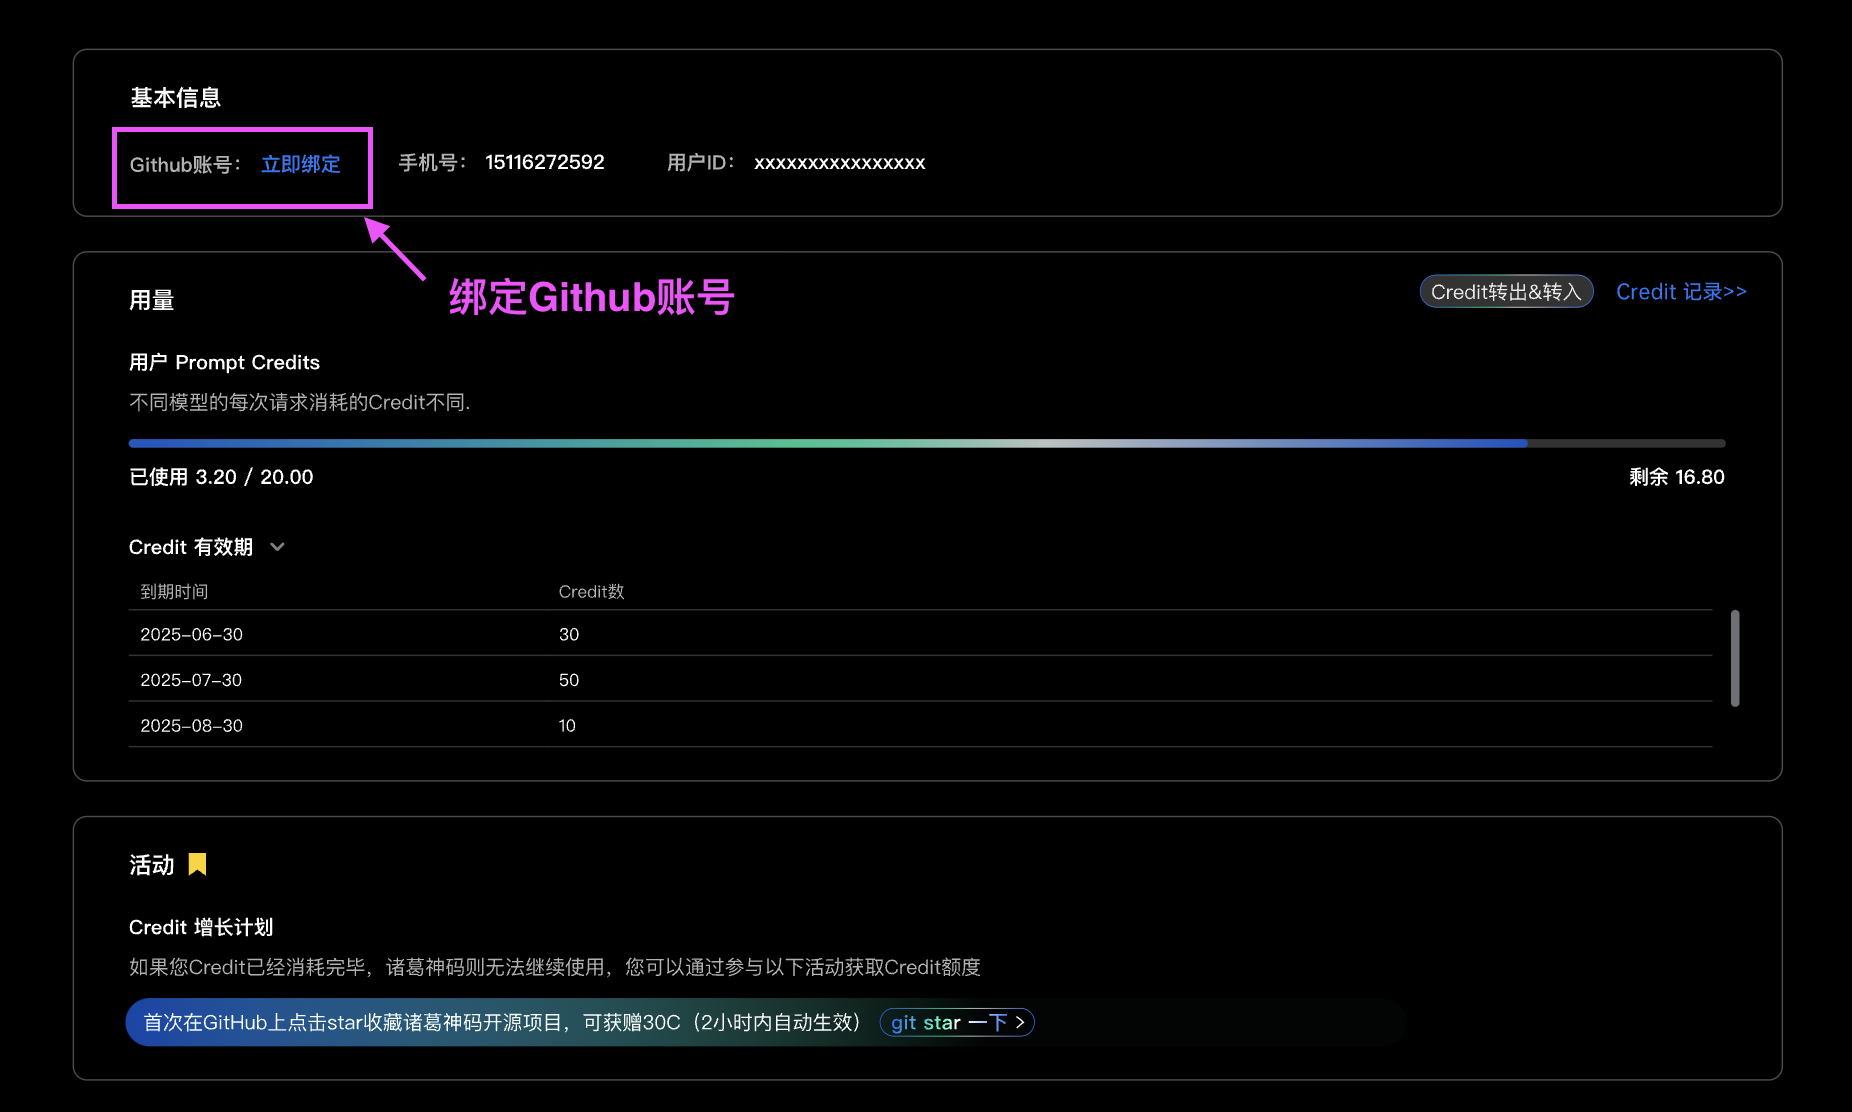 基本信息
Github账号： 立即绑定 手机号： 15116272592 用户ID： xxxxxxxxxxxxxxxx
绑定Github账号
用量 Credit转出&转入 Credit 记录>>
用户 Prompt Credits
不同模型的每次请求消耗的Credit不同.
已使用 3.20 / 20.00 剩余 16.80
Credit 有效期
到期时间 Credit数
2025-06-30 30
2025-07-30 50
2025-08-30 10
活动
Credit 增长计划
如果您Credit已经消耗完毕，诸葛神码则无法继续使用，您可以通过参与以下活动获取Credit额度
首次在GitHub上点击star收藏诸葛神码开源项目，可获赠30C（2小时内自动生效） git star 一下 >